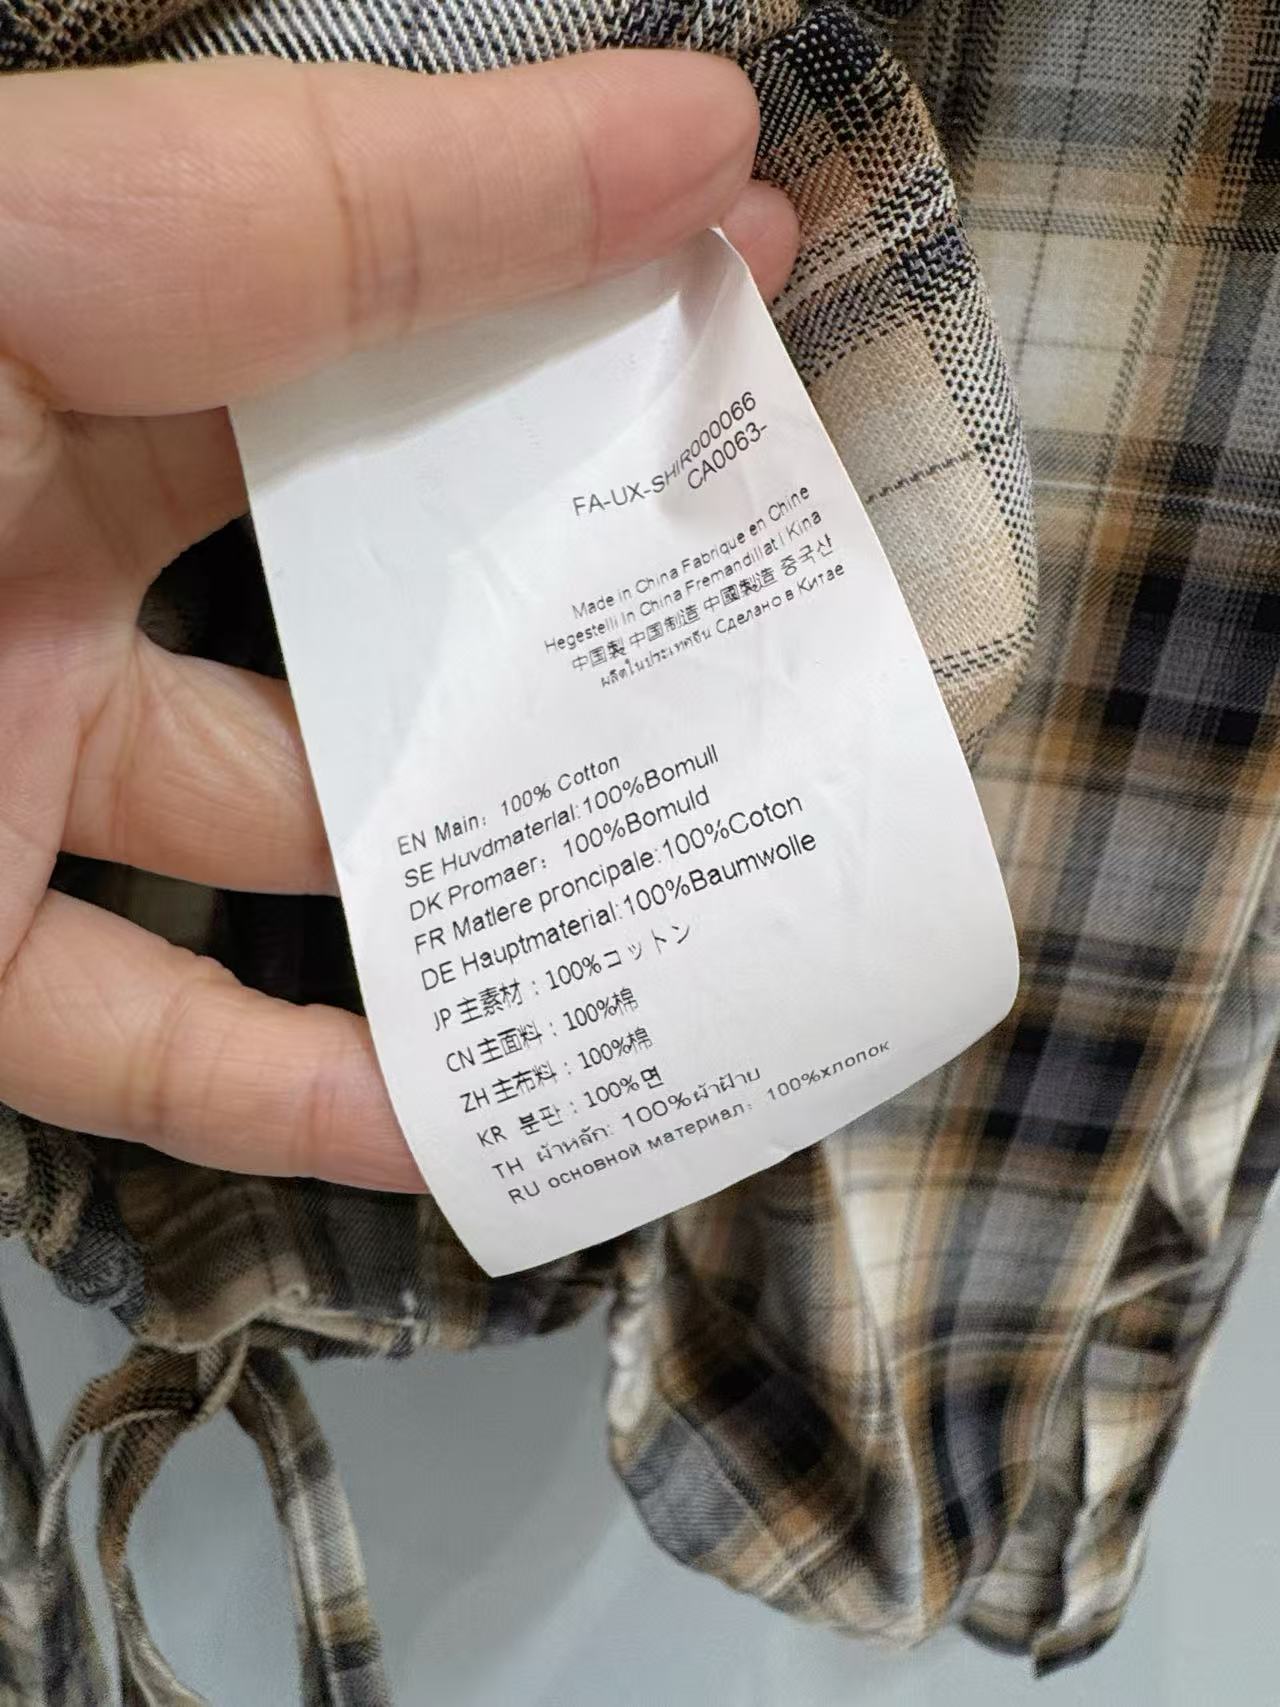 FA-UX-SHIR000066
CA0063-
Made in China Fabrique en Chine
Hegestelli in China Fremandillat i Kina
中国製 中国制造 中國製造 중국산
ผลิตในประเทศจีน Сделано в Китае
EN Main: 100% Cotton
SE Huvdmaterlal:100%Bomull
DK Promaer: 100%Bomuld
FR Matlere proncipale:100%Coton
DE Hauptmaterial:100%Baumwolle
JP 主素材：100%コットン
CN 主面料：100%棉
ZH 主布料：100%棉
KR 분판：100%면
TH ผ้าหลัก: 100%ผ้าฝ้าย
RU основной материал: 100%хлопок